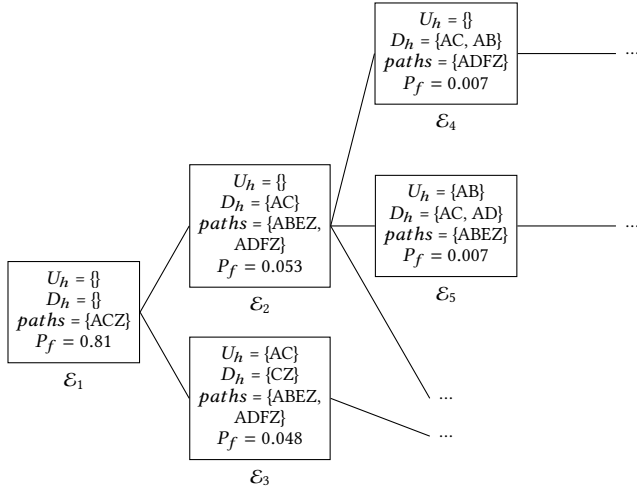 U_h = {}
D_h = {AC, AB}
paths = {ADFZ}
P_f = 0.007
ℰ_4
...
U_h = {}
D_h = {AC}
paths = {ABEZ,
ADFZ}
P_f = 0.053
ℰ_2
U_h = {AB}
D_h = {AC, AD}
paths = {ABEZ}
P_f = 0.007
ℰ_5
...
U_h = {}
D_h = {}
paths = {ACZ}
P_f = 0.81
ℰ_1
U_h = {AC}
D_h = {CZ}
paths = {ABEZ,
ADFZ}
P_f = 0.048
ℰ_3
...
...